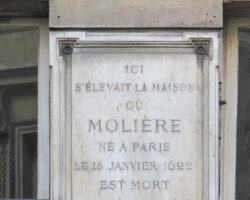 ICI
S'ÉLEVAIT LA MAISON
OÙ
MOLIÈRE
NÉ A PARIS
LE 15 JANVIER 1622
EST MORT